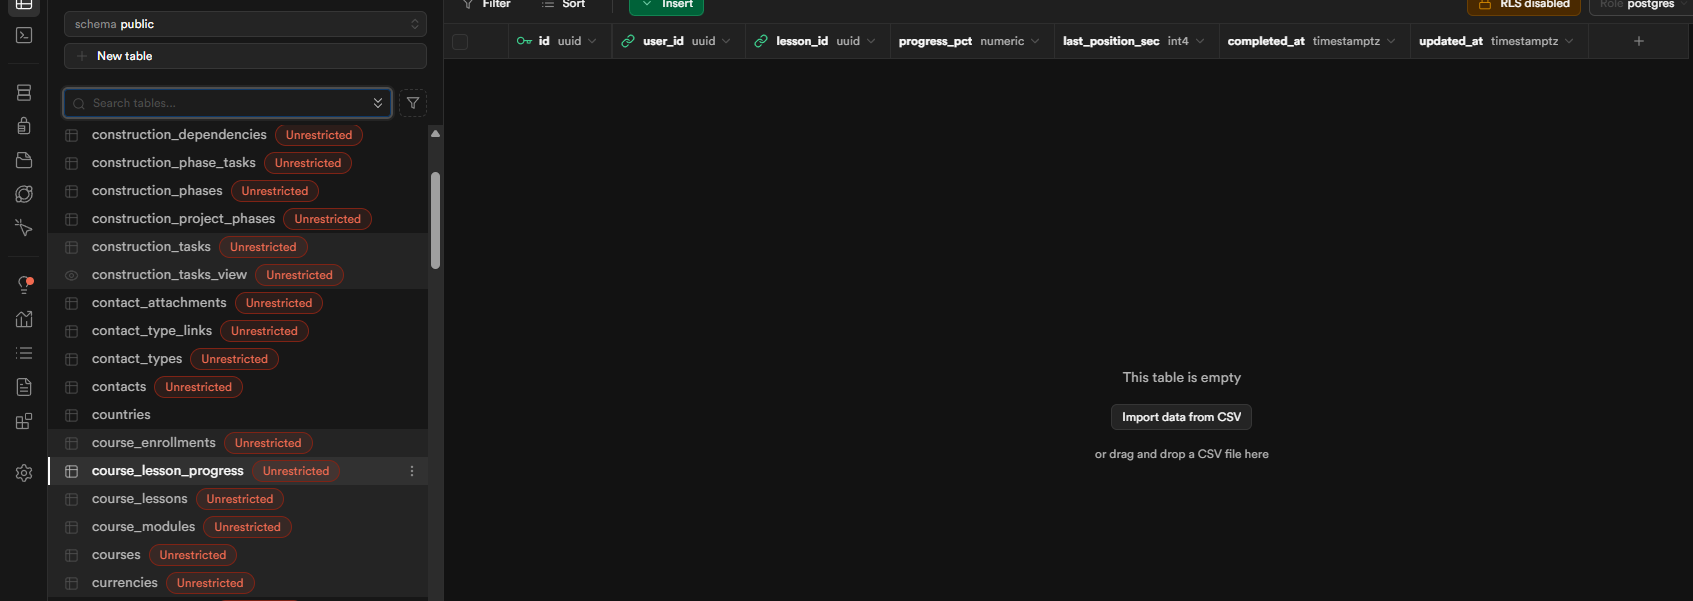 Filter Sort Insert RLS disabled Role postgres
schema public
New table
id uuid user_id uuid lesson_id uuid progress_pct numeric last_position_sec int4 completed_at timestamptz updated_at timestamptz
Search tables...
construction_dependencies Unrestricted
construction_phase_tasks Unrestricted
construction_phases Unrestricted
construction_project_phases Unrestricted
construction_tasks Unrestricted
construction_tasks_view Unrestricted
contact_attachments Unrestricted
contact_type_links Unrestricted
contact_types Unrestricted
contacts Unrestricted
countries
course_enrollments Unrestricted
course_lesson_progress Unrestricted
course_lessons Unrestricted
course_modules Unrestricted
courses Unrestricted
currencies Unrestricted
This table is empty
Import data from CSV
or drag and drop a CSV file here